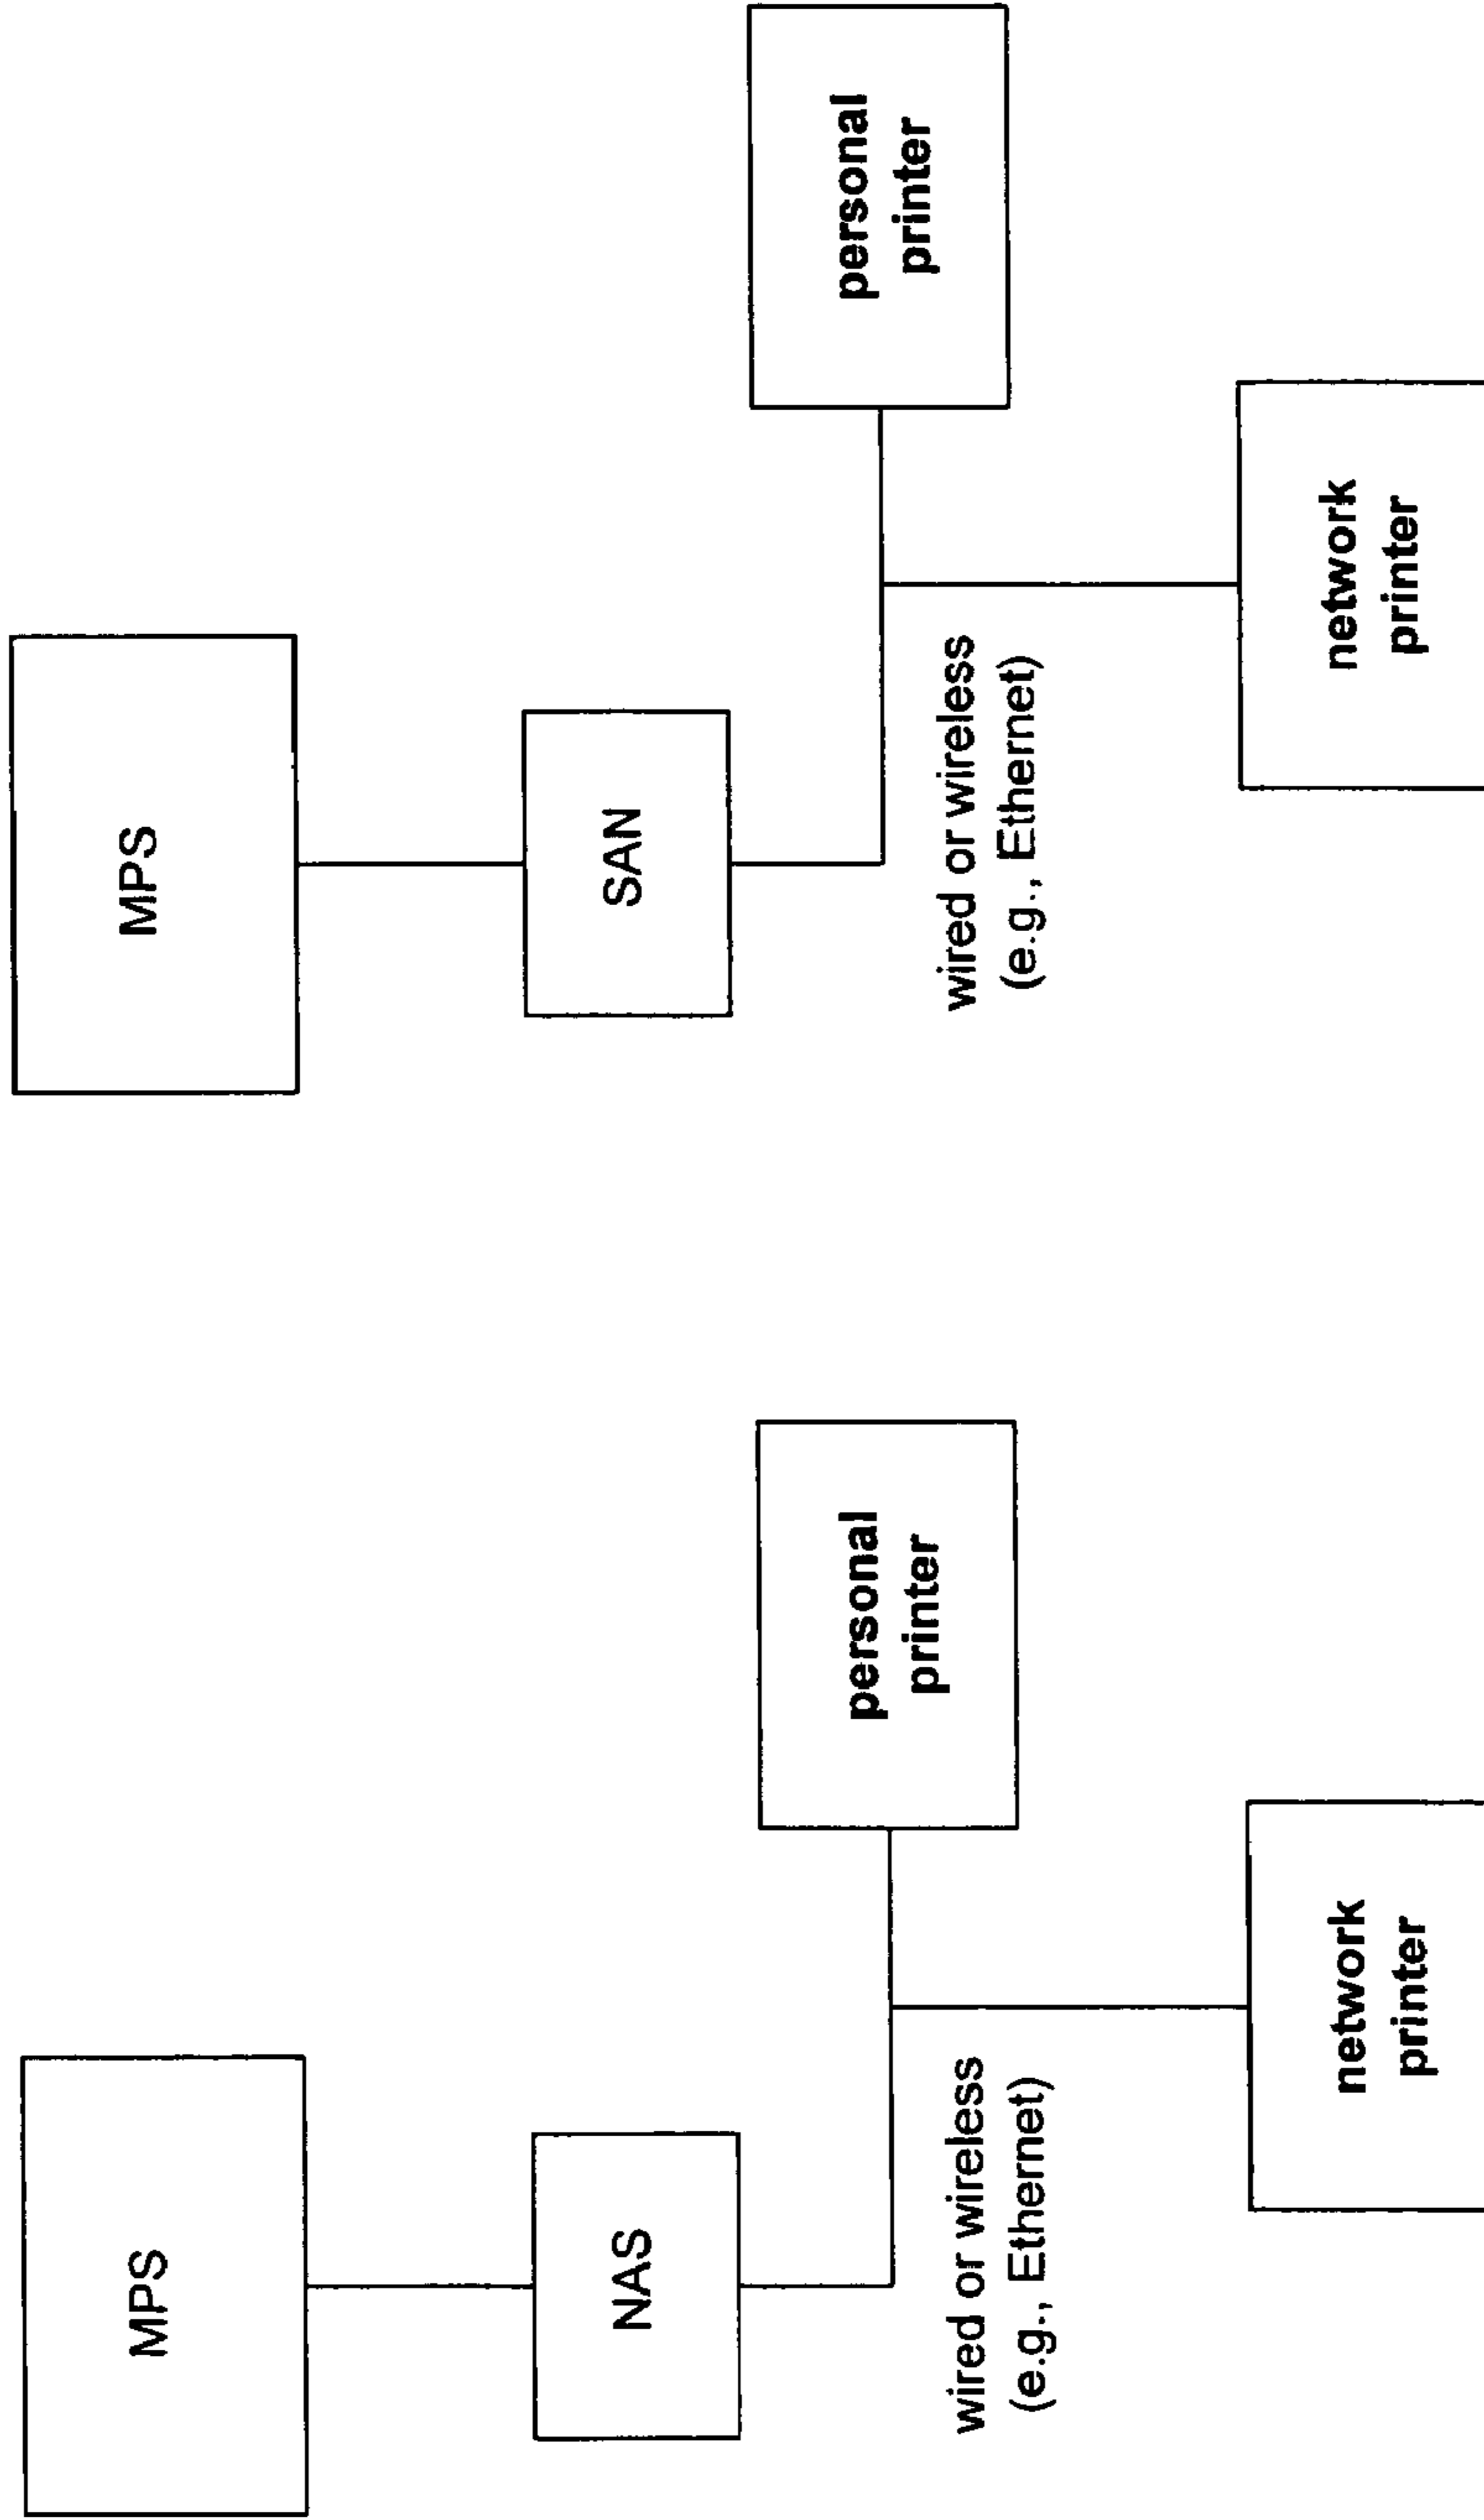 MPS
NAS
personal
printer
wired or wireless
(e.g., Ethernet)
network
printer
MPS
SAN
personal
printer
wired or wireless
(e.g., Ethernet)
network
printer